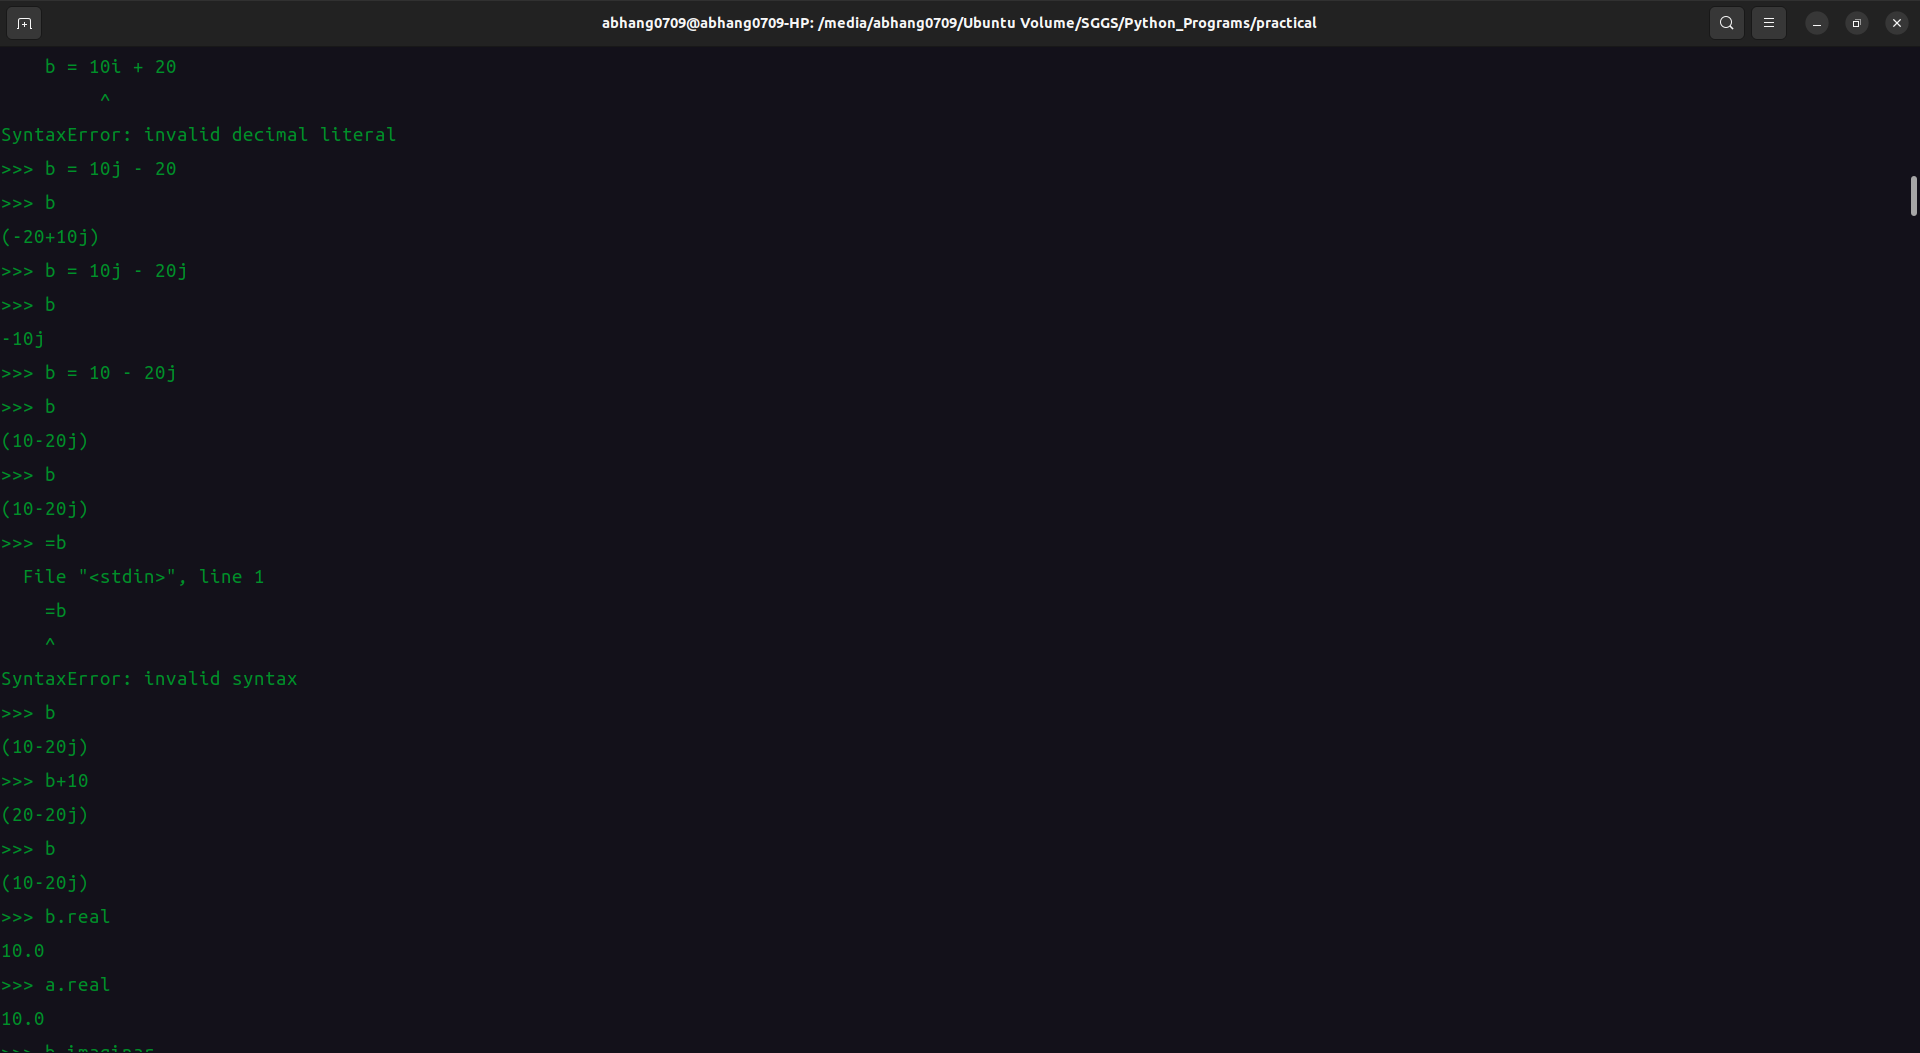 abhang0709@abhang0709-HP: /media/abhang0709/Ubuntu Volume/SGGS/Python_Programs/practical
    b = 10i + 20
         ^
SyntaxError: invalid decimal literal
>>> b = 10j - 20
>>> b
(-20+10j)
>>> b = 10j - 20j
>>> b
-10j
>>> b = 10 - 20j
>>> b
(10-20j)
>>> b
(10-20j)
>>> =b
  File "<stdin>", line 1
    =b
    ^
SyntaxError: invalid syntax
>>> b
(10-20j)
>>> b+10
(20-20j)
>>> b
(10-20j)
>>> b.real
10.0
>>> a.real
10.0
>>> b.imaginar